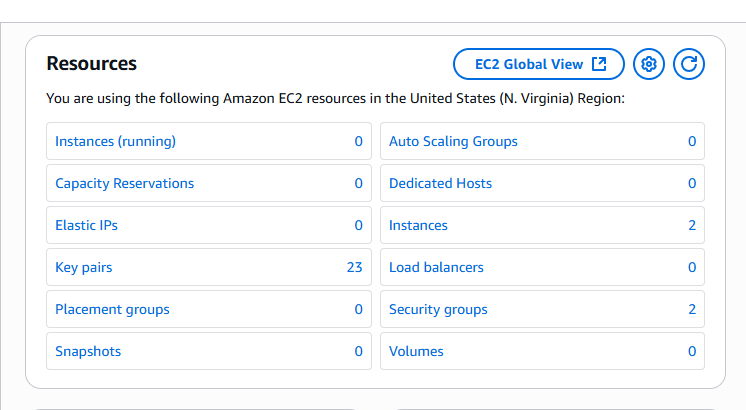 Resources
EC2 Global View
You are using the following Amazon EC2 resources in the United States (N. Virginia) Region:
Instances (running) 0
Auto Scaling Groups 0
Capacity Reservations 0
Dedicated Hosts 0
Elastic IPs 0
Instances 2
Key pairs 23
Load balancers 0
Placement groups 0
Security groups 2
Snapshots 0
Volumes 0